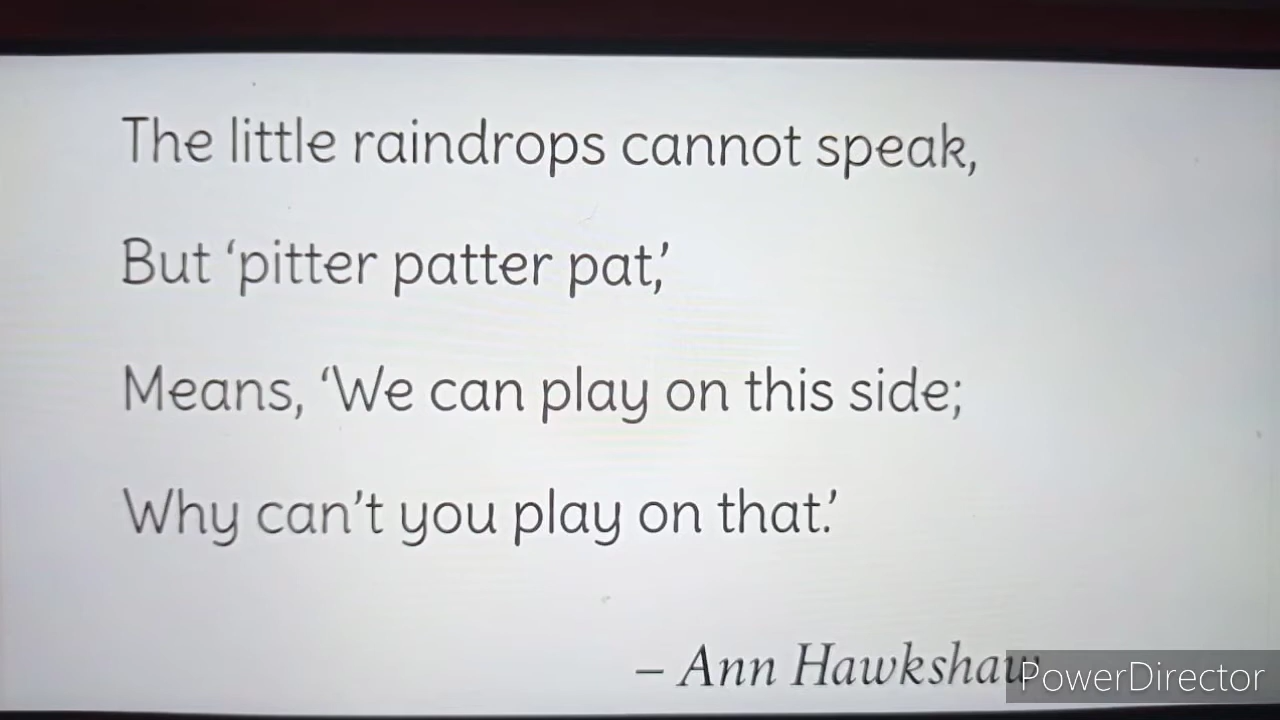 The little raindrops cannot speak,
But ‘pitter patter pat,’
Means, ‘We can play on this side;
Why can’t you play on that.’
– Ann Hawkshaw
PowerDirector